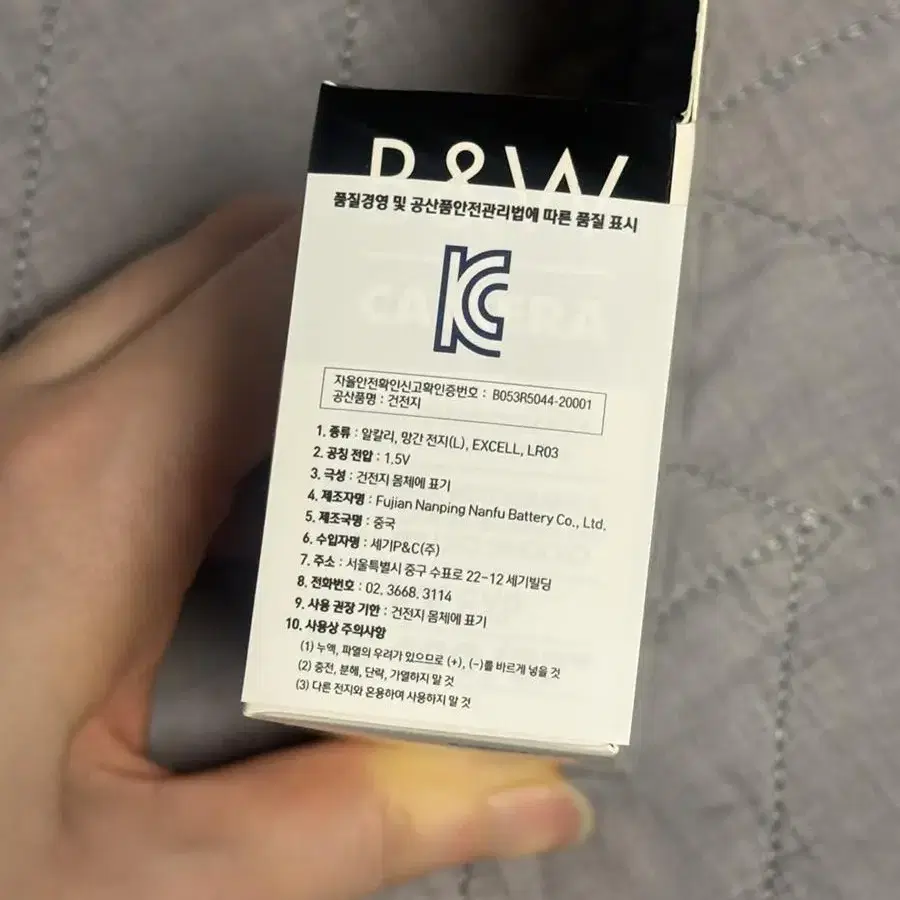 B&W
품질경영 및 공산품안전관리법에 따른 품질 표시
KC
CAMERA
자율안전확인신고확인증번호 : B053R5044-20001
공산품명 : 건전지
1. 종류 : 알칼리, 망간 전지(L), EXCELL, LR03
2. 공칭 전압 : 1.5V
3. 극성 : 건전지 몸체에 표기
4. 제조자명 : Fujian Nanping Nanfu Battery Co., Ltd.
5. 제조국명 : 중국
6. 수입자명 : 세기P&C(주)
7. 주소 : 서울특별시 중구 수표로 22-12 세기빌딩
8. 전화번호 : 02. 3668. 3114
9. 사용 권장 기한 : 건전지 몸체에 표기
10. 사용상 주의사항
(1) 누액, 파열의 우려가 있으므로 (+), (-)를 바르게 넣을 것
(2) 충전, 분해, 단락, 가열하지 말 것
(3) 다른 전지와 혼용하여 사용하지 말 것